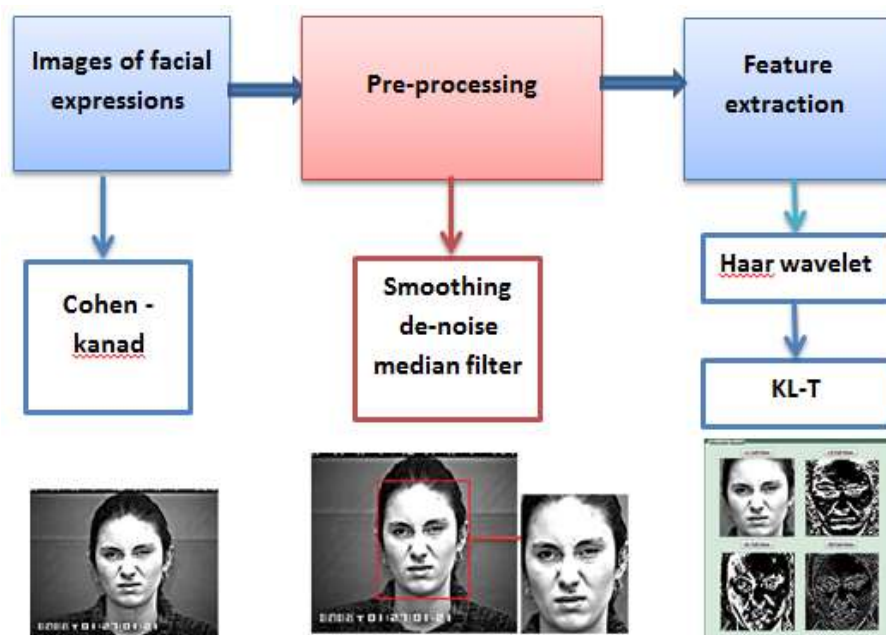 Images of facial
expressions
Pre-processing
Feature
extraction
Cohen -
kanad
Smoothing
de-noise
median filter
Haar wavelet
KL-T